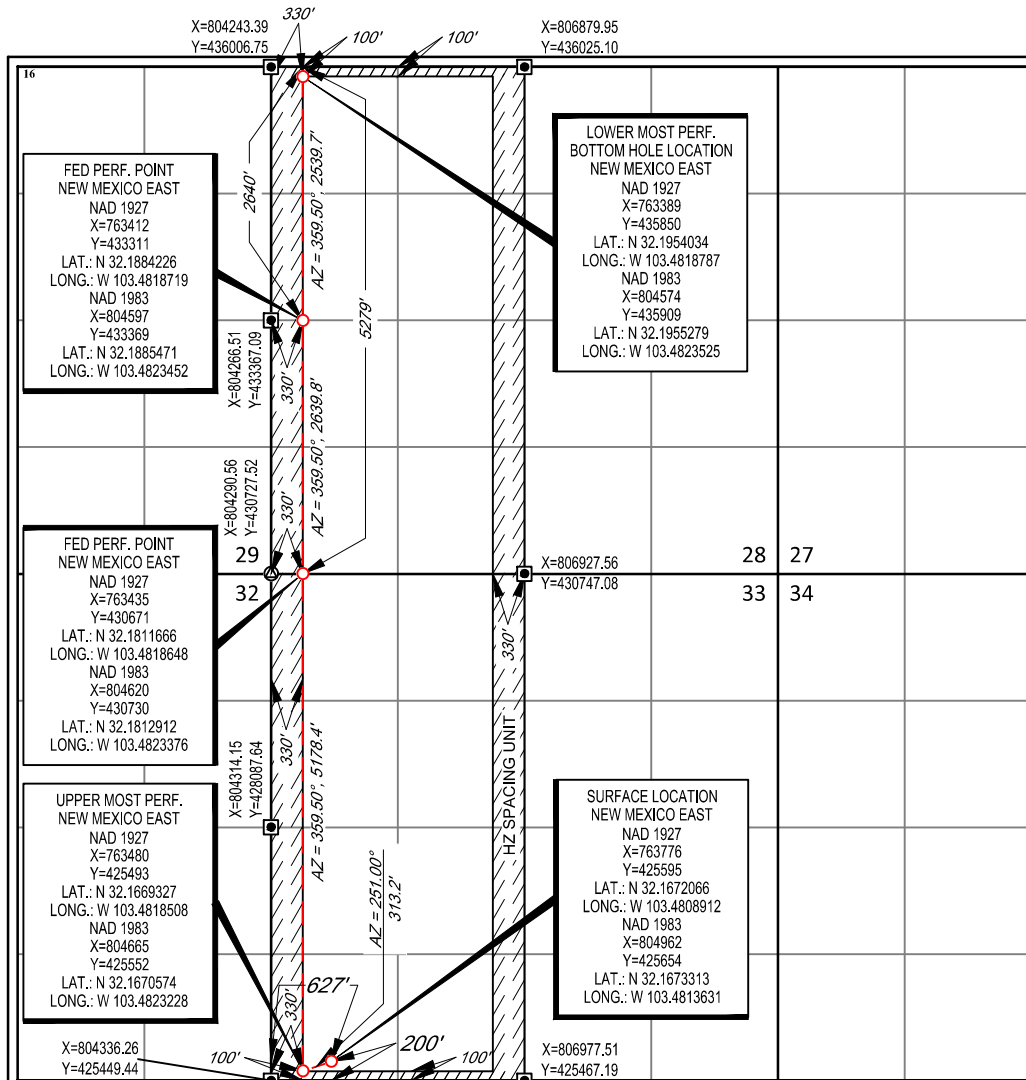 X=804243.39
Y=436006.75
330'
100'
100'
X=806879.95
Y=436025.10
16
FED PERF. POINT
NEW MEXICO EAST
NAD 1927
X=763412
Y=433311
LAT.: N 32.1884226
LONG.: W 103.4818719
NAD 1983
X=804597
Y=433369
LAT.: N 32.1885471
LONG.: W 103.4823452
2640'
AZ = 359.50°, 2539.7'
5279'
LOWER MOST PERF.
BOTTOM HOLE LOCATION
NEW MEXICO EAST
NAD 1927
X=763389
Y=435850
LAT.: N 32.1954034
LONG.: W 103.4818787
NAD 1983
X=804574
Y=435909
LAT.: N 32.1955279
LONG.: W 103.4823525
X=804266.51
Y=433367.09
330'
AZ = 359.50°, 2639.8'
X=804290.56
Y=430727.52
330'
FED PERF. POINT
NEW MEXICO EAST
NAD 1927
X=763435
Y=430671
LAT.: N 32.1811666
LONG.: W 103.4818648
NAD 1983
X=804620
Y=430730
LAT.: N 32.1812912
LONG.: W 103.4823376
29
32
X=806927.56
Y=430747.08
28
27
33
34
330'
330'
X=804314.15
Y=428087.64
AZ = 359.50°, 5178.4'
HZ SPACING UNIT
UPPER MOST PERF.
NEW MEXICO EAST
NAD 1927
X=763480
Y=425493
LAT.: N 32.1669327
LONG.: W 103.4818508
NAD 1983
X=804665
Y=425552
LAT.: N 32.1670574
LONG.: W 103.4823228
AZ = 251.00°
313.2'
SURFACE LOCATION
NEW MEXICO EAST
NAD 1927
X=763776
Y=425595
LAT.: N 32.1672066
LONG.: W 103.4808912
NAD 1983
X=804962
Y=425654
LAT.: N 32.1673313
LONG.: W 103.4813631
627'
330'
X=804336.26
Y=425449.44
100'
200'
100'
X=806977.51
Y=425467.19